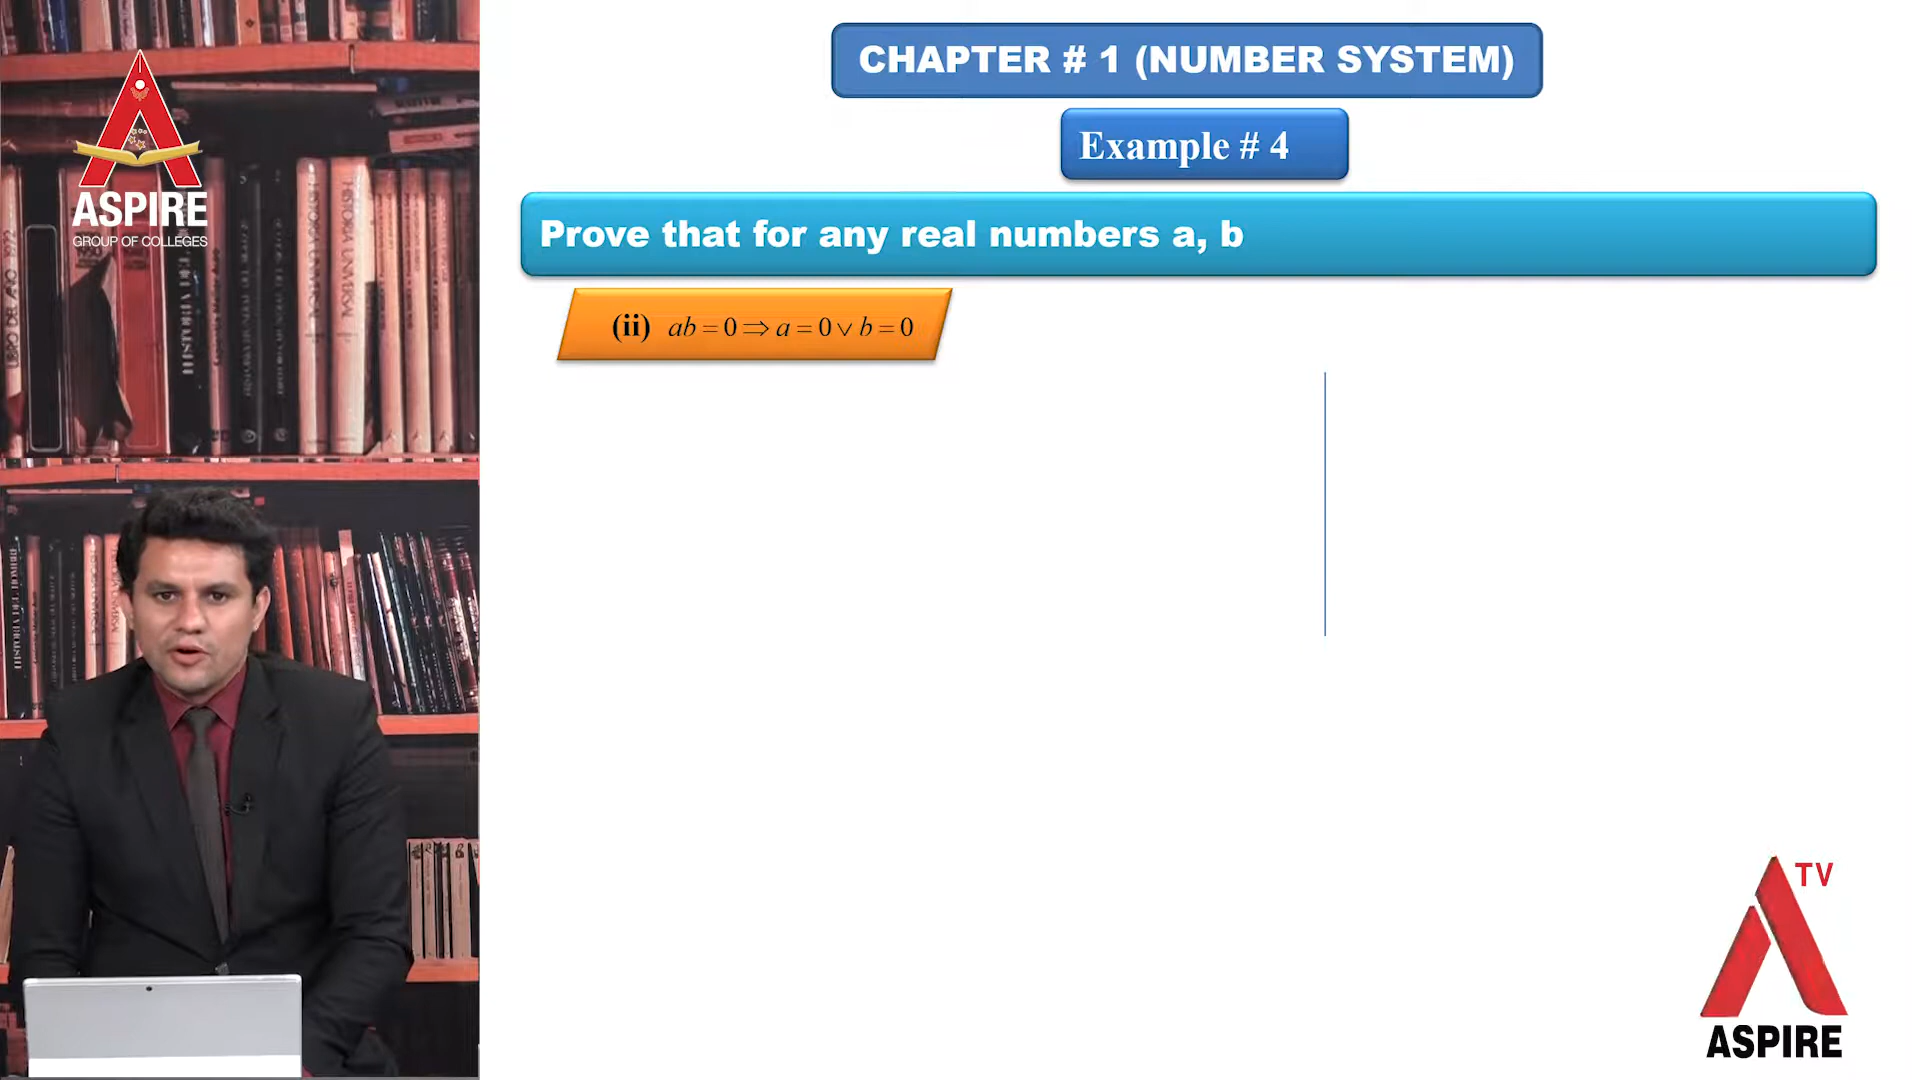 CHAPTER # 1 (NUMBER SYSTEM)
Example # 4
Prove that for any real numbers a, b
(ii) ab = 0 ⇒ a = 0 ∨ b = 0
ASPIRE
GROUP OF COLLEGES
TV
ASPIRE